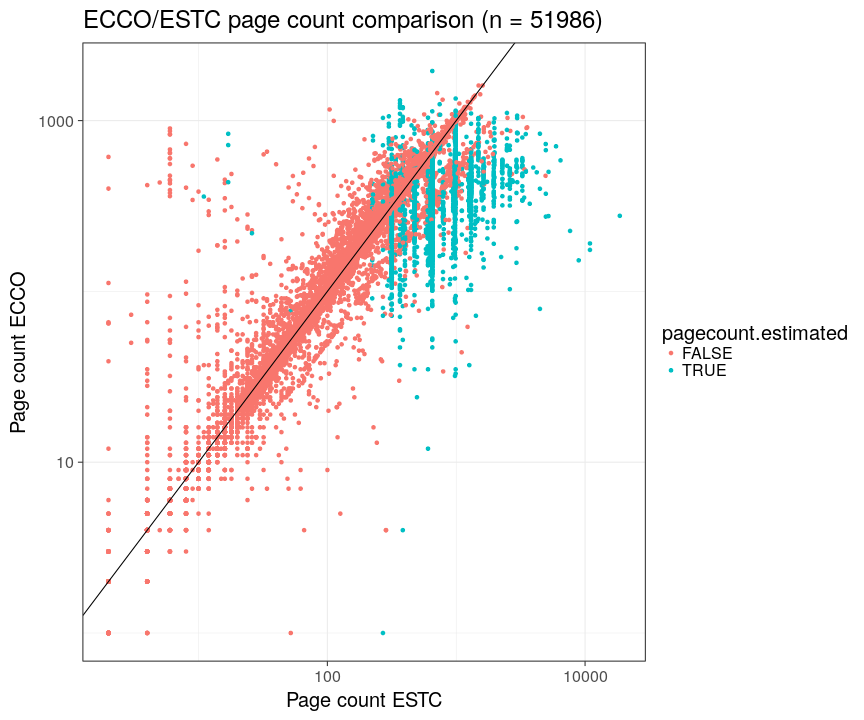 ECCO/ESTC page count comparison (n = 51986)
1000
10
Page count ECCO
100
10000
Page count ESTC
pagecount.estimated
FALSE
TRUE